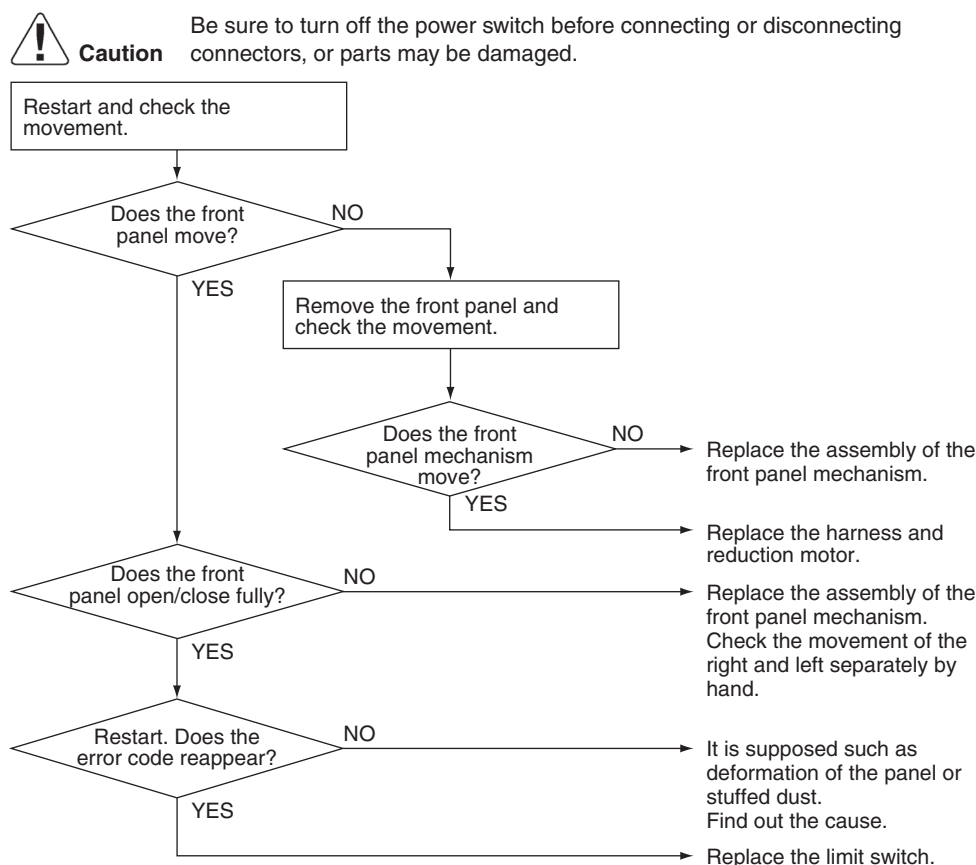 Be sure to turn off the power switch before connecting or disconnecting
Caution connectors, or parts may be damaged.
Restart and check the
movement.
Does the front
panel move?
NO
YES
Remove the front panel and
check the movement.
Does the front
panel mechanism
move?
NO
Replace the assembly of the
front panel mechanism.
YES
Replace the harness and
reduction motor.
Does the front
panel open/close fully?
NO
Replace the assembly of the
front panel mechanism.
Check the movement of the
right and left separately by
hand.
YES
Restart. Does the
error code reappear?
NO
It is supposed such as
deformation of the panel or
stuffed dust.
Find out the cause.
YES
Replace the limit switch.